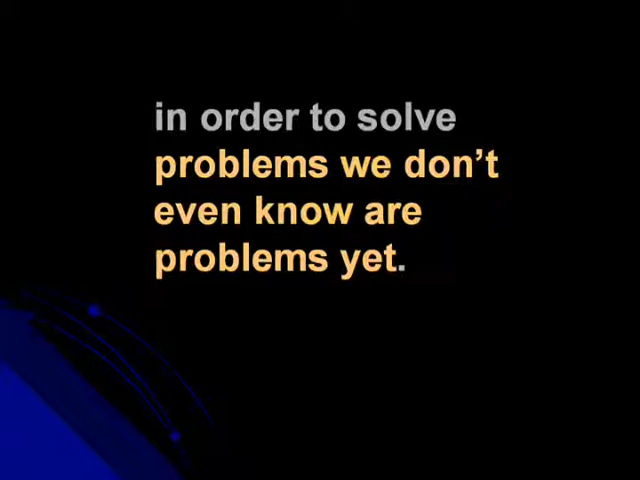 in order to solve
problems we don’t
even know are
problems yet.